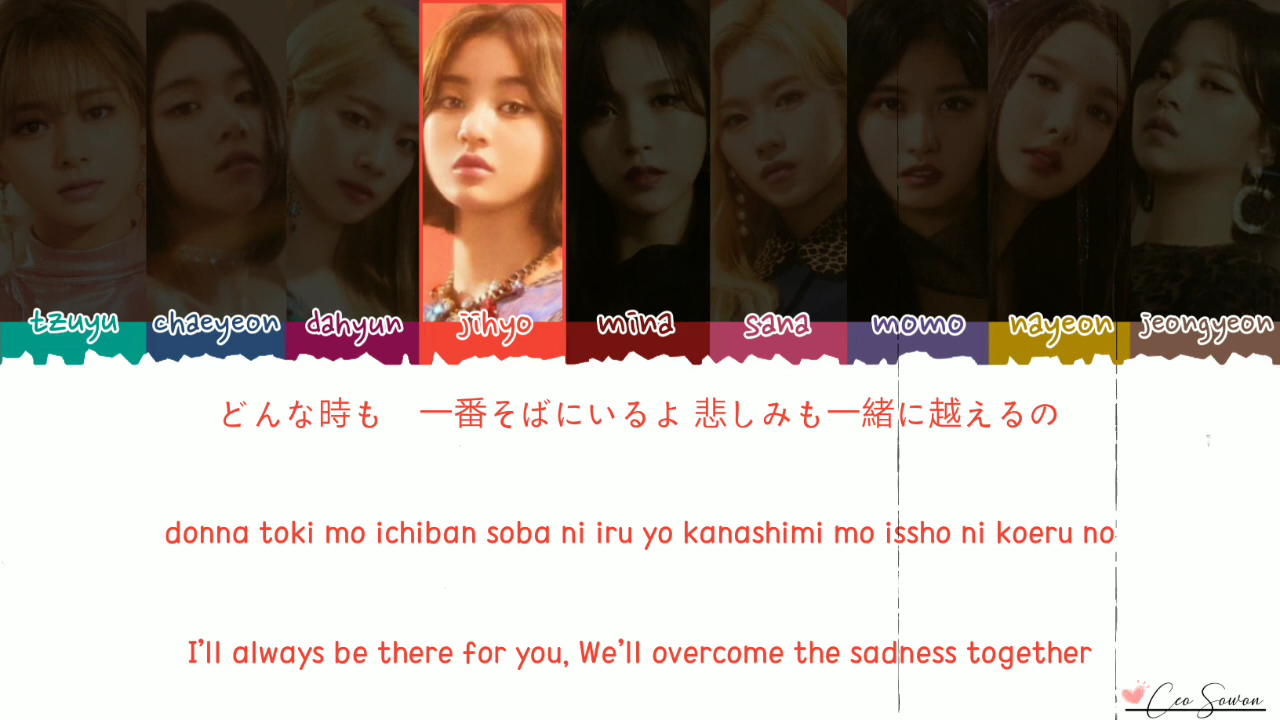 tzuyu chaeyeon dahyun jihyo mina sana momo nayeon jeongyeon
どんな時も 一番そばにいるよ 悲しみも一緒に越えるの
donna toki mo ichiban soba ni iru yo kanashimi mo issho ni koeru no
I'll always be there for you, We'll overcome the sadness together
Ceo Sowon